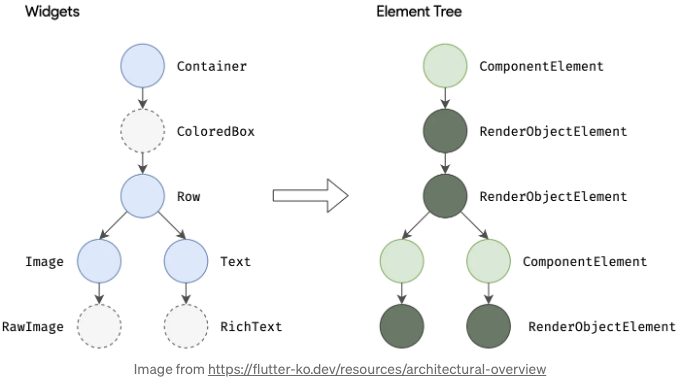 Widgets
Element Tree
Container
ComponentElement
ColoredBox
RenderObjectElement
Row
RenderObjectElement
Image
Text
ComponentElement
RawImage
RichText
RenderObjectElement
Image from https://flutter-ko.dev/resources/architectural-overview